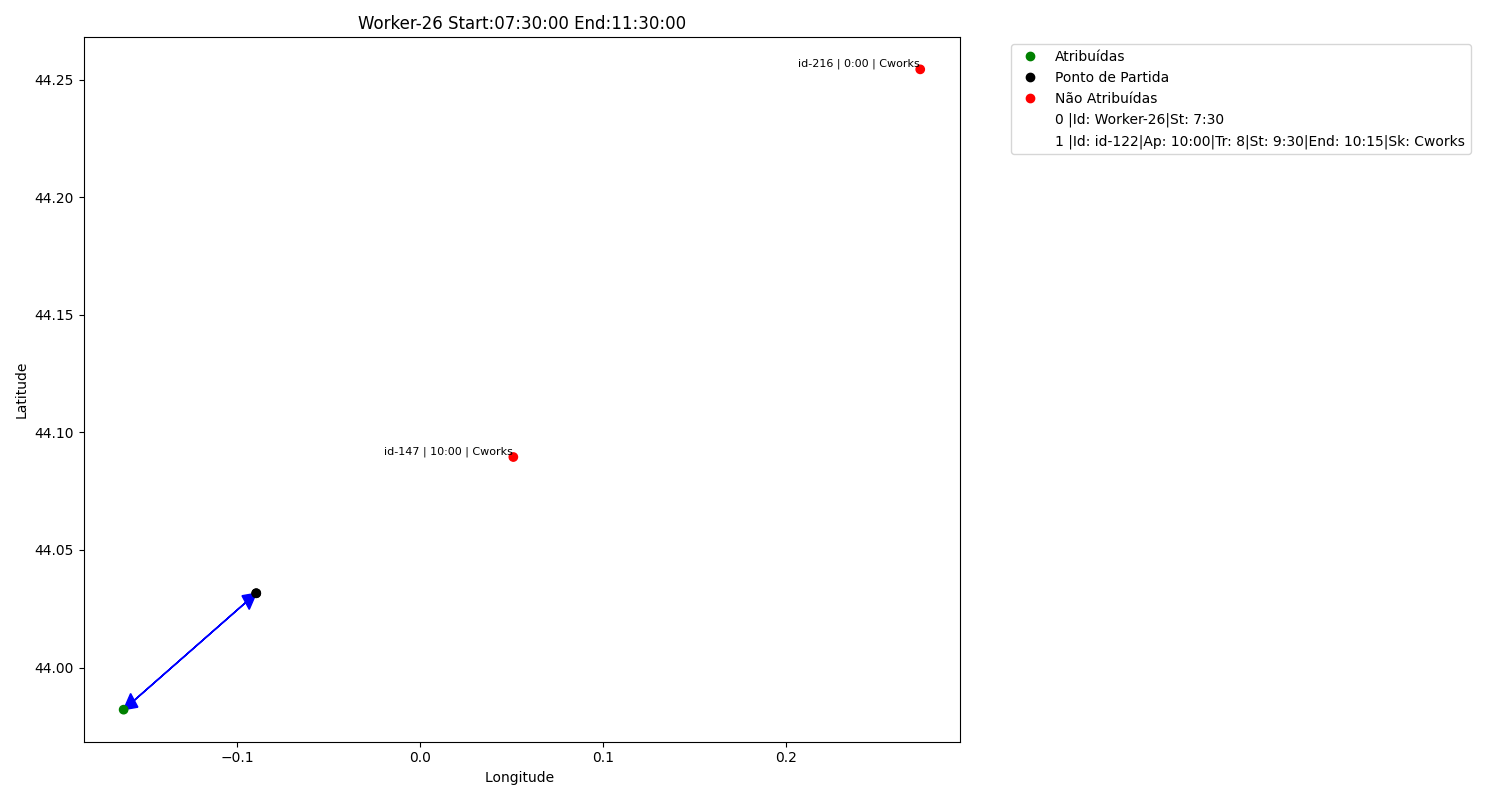 Worker-26 Start:07:30:00 End:11:30:00
id-216 | 0:00 | Cworks
Atribuídas
Ponto de Partida
Não Atribuídas
0 |Id: Worker-26|St: 7:30
1 |Id: id-122|Ap: 10:00|Tr: 8|St: 9:30|End: 10:15|Sk: Cworks
44.25
44.20
44.15
44.10
44.05
44.00
Latitude
id-147 | 10:00 | Cworks
−0.1
0.0
0.1
0.2
Longitude